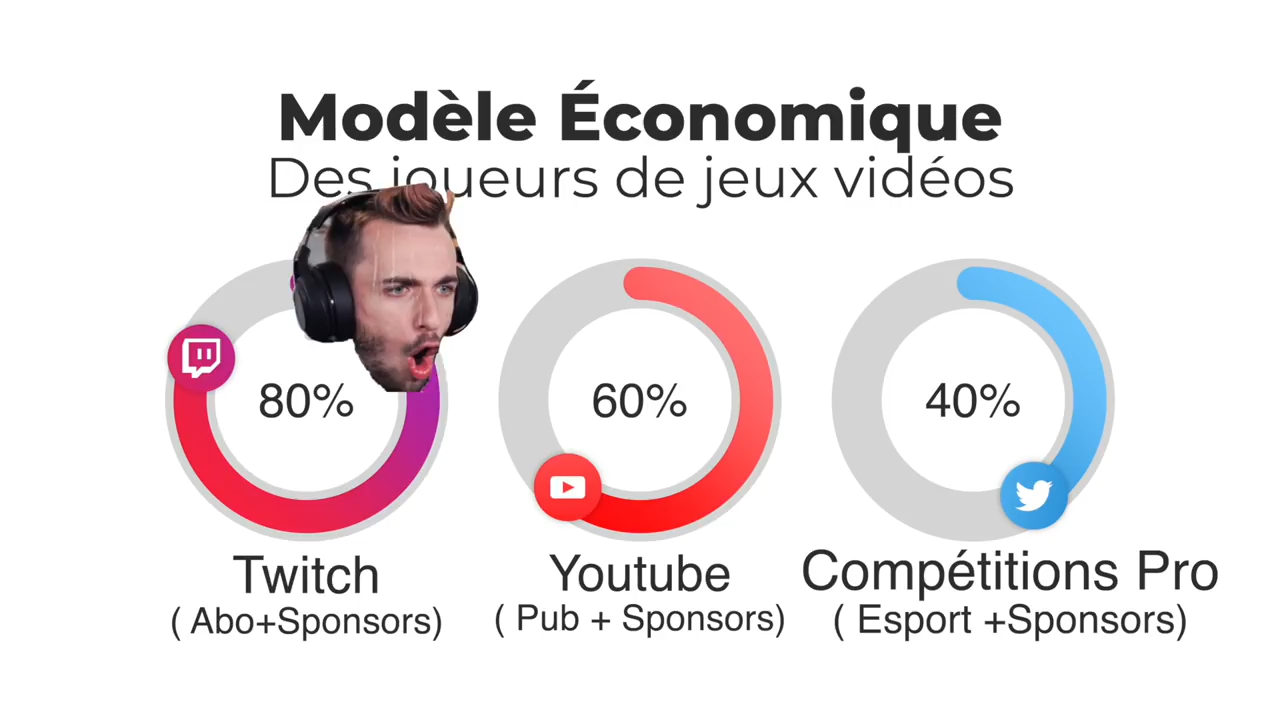 Modèle Économique
Des joueurs de jeux vidéos
80%
60%
40%
Twitch
( Abo+Sponsors)
Youtube
( Pub + Sponsors)
Compétitions Pro
( Esport +Sponsors)